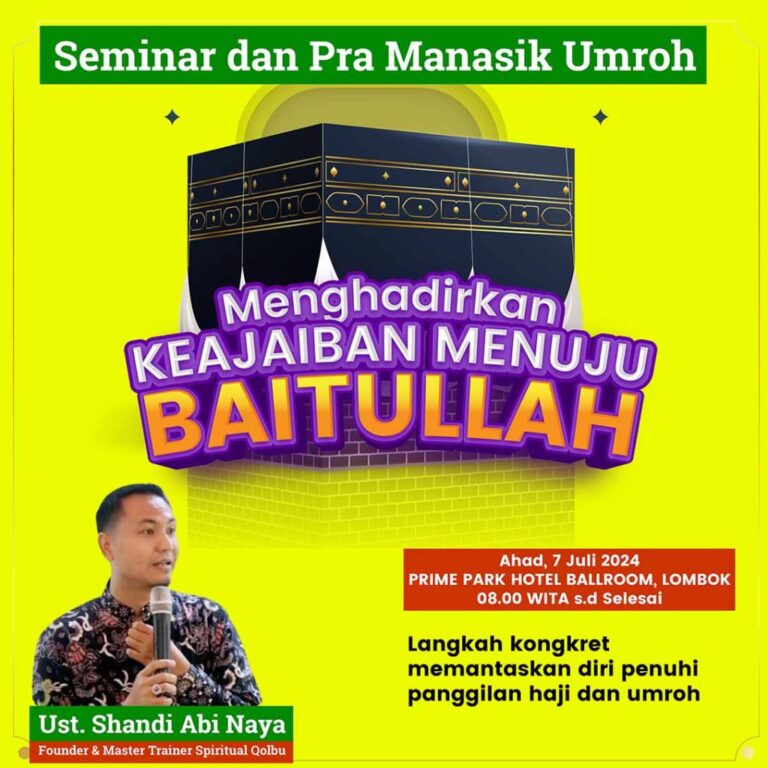 Seminar dan Pra Manasik Umroh
Menghadirkan
KEAJAIBAN MENUJU
BAITULLAH
Ahad, 7 Juli 2024
PRIME PARK HOTEL BALLROOM, LOMBOK
08.00 WITA s.d Selesai
Langkah kongkret
memantaskan diri penuhi
panggilan haji dan umroh
Ust. Shandi Abi Naya
Founder & Master Trainer Spiritual Qolbu